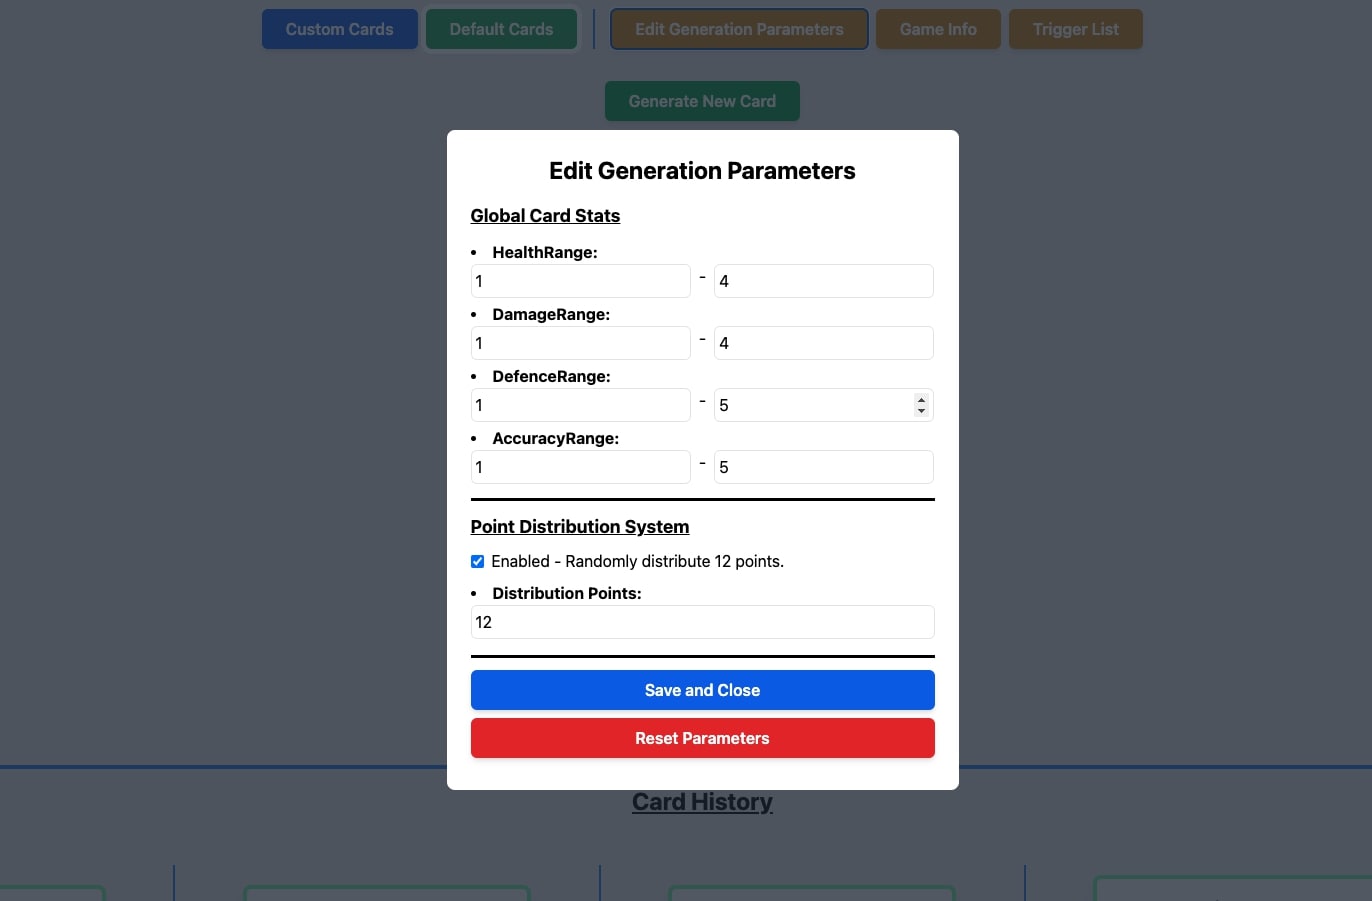 Custom Cards
Default Cards
Edit Generation Parameters
Game Info
Trigger List
Generate New Card
Edit Generation Parameters
Global Card Stats
• HealthRange:
1 - 4
• DamageRange:
1 - 4
• DefenceRange:
1 - 5
• AccuracyRange:
1 - 5
Point Distribution System
Enabled - Randomly distribute 12 points.
• Distribution Points:
12
Save and Close
Reset Parameters
Card History